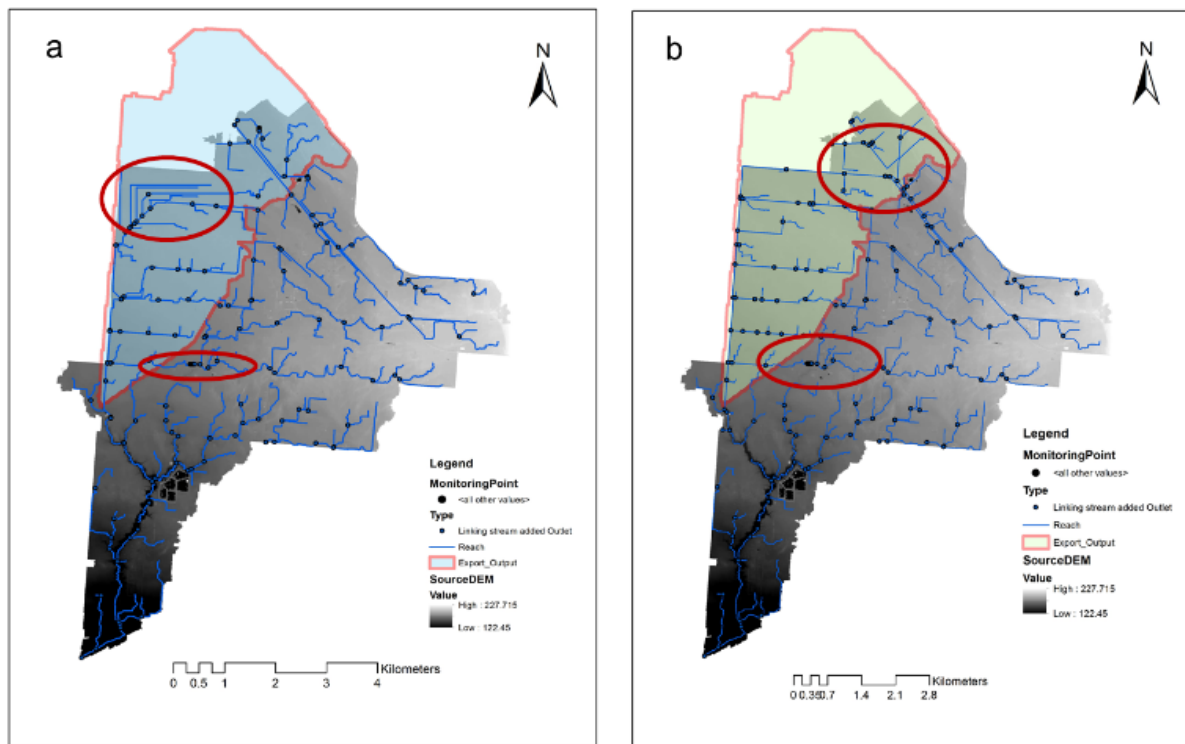 a
N
Legend
MonitoringPoint
<all other values>
Type
Linking stream added Outlet
Reach
Export_Output
SourceDEM
Value
High : 227.715
Low : 122.45
Kilometers
0 0.5 1 2 3 4
b
N
Legend
MonitoringPoint
<all other values>
Type
Linking stream added Outlet
Reach
Export_Output
SourceDEM
Value
High : 227.715
Low : 122.45
Kilometers
0 0.350.7 1.4 2.1 2.8